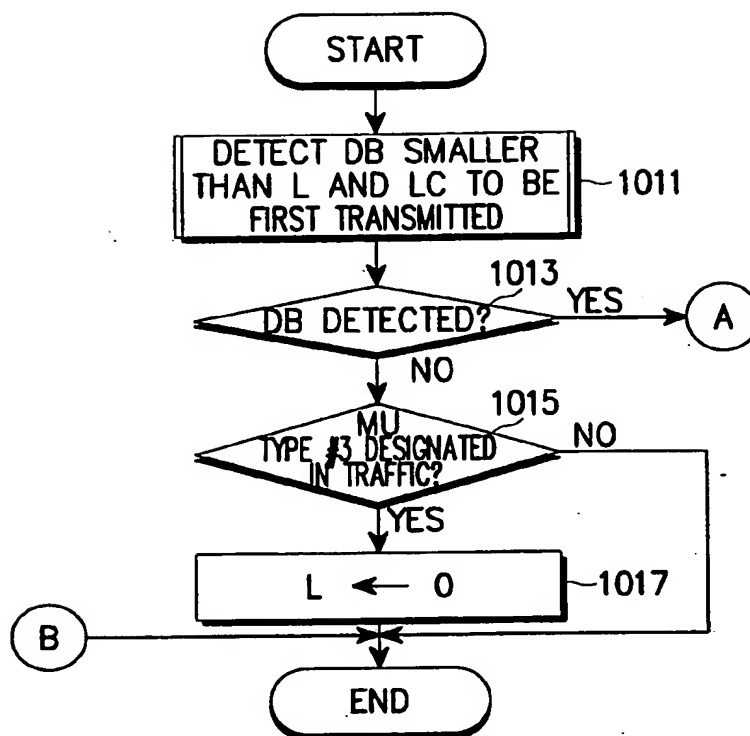 START
DETECT DB SMALLER
THAN L AND LC TO BE
FIRST TRANSMITTED
1011
1013
DB DETECTED?
YES
A
NO
1015
MU
TYPE #3 DESIGNATED
IN TRAFFIC?
NO
YES
L ← 0
1017
B
END